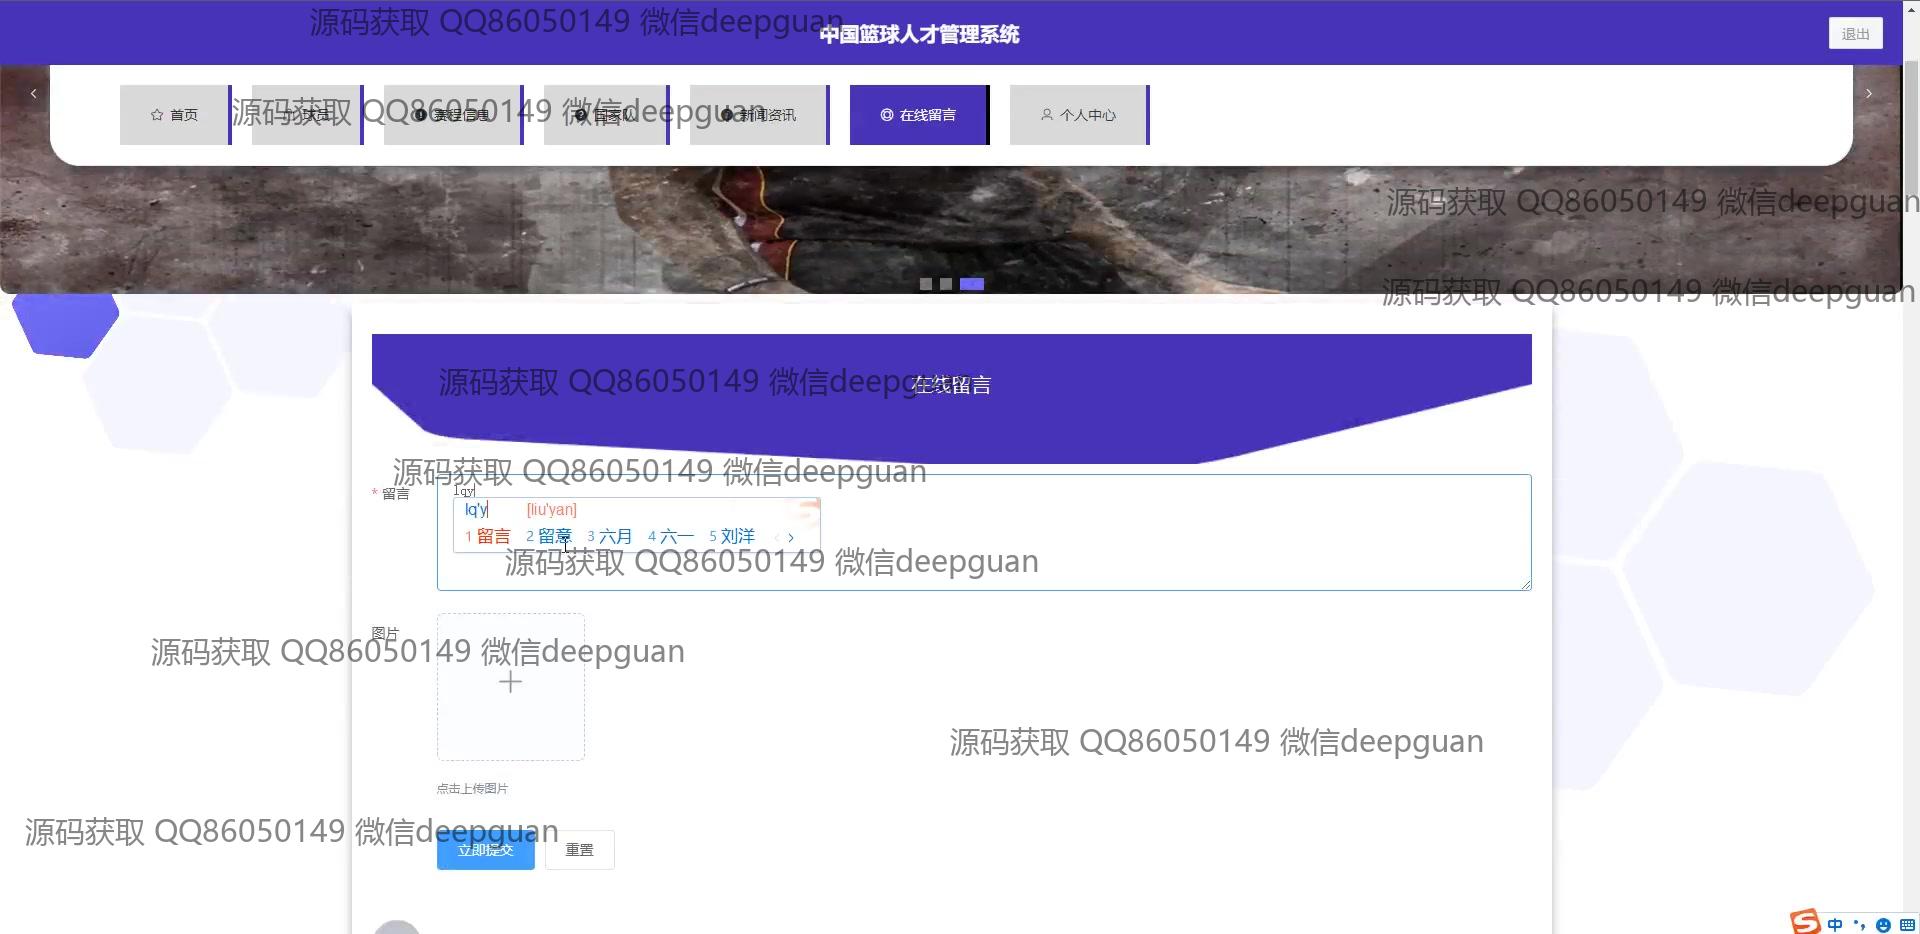 源码获取 QQ86050149 微信deepguan
中国篮球人才管理系统
退出
首页
球员
赛程信息
国家队
新闻资讯
在线留言
个人中心
源码获取 QQ86050149 微信deepguan
源码获取 QQ86050149 微信deepguan
源码获取 QQ86050149 微信deepguan
源码获取 QQ86050149 微信deepguan
在线留言
源码获取 QQ86050149 微信deepguan
* 留言
lqy
lq'y [liu'yan]
1 留言 2 留意 3 六月 4 六一 5 刘洋
源码获取 QQ86050149 微信deepguan
图片
源码获取 QQ86050149 微信deepguan
源码获取 QQ86050149 微信deepguan
点击上传图片
源码获取 QQ86050149 微信deepguan
立即提交
重置
中